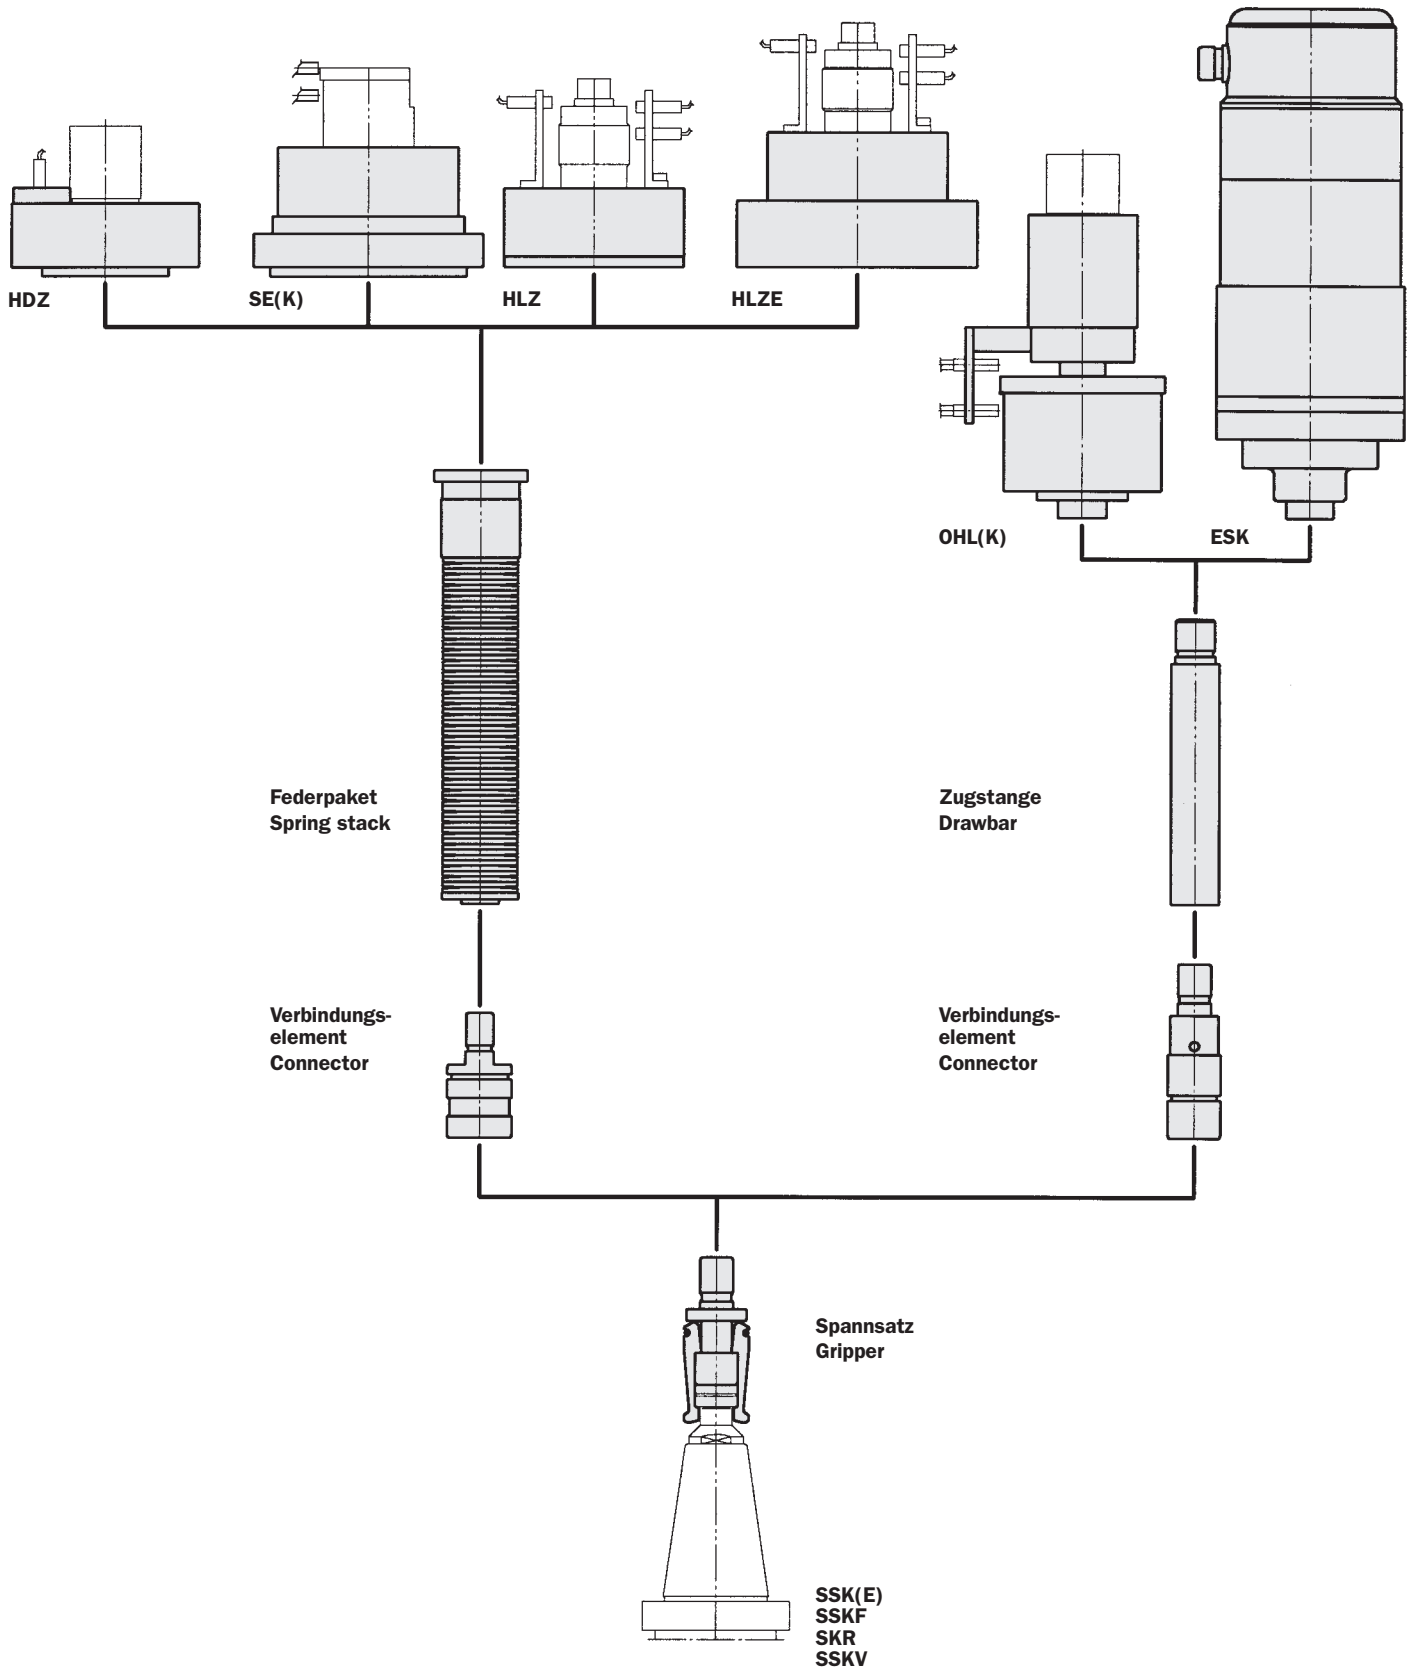 HDZ
SE(K)
HLZ
HLZE
OHL(K)
ESK
Federpaket
Spring stack
Zugstange
Drawbar
Verbindungs-
element
Connector
Verbindungs-
element
Connector
Spannsatz
Gripper
SSK(E)
SSKF
SKR
SSKV